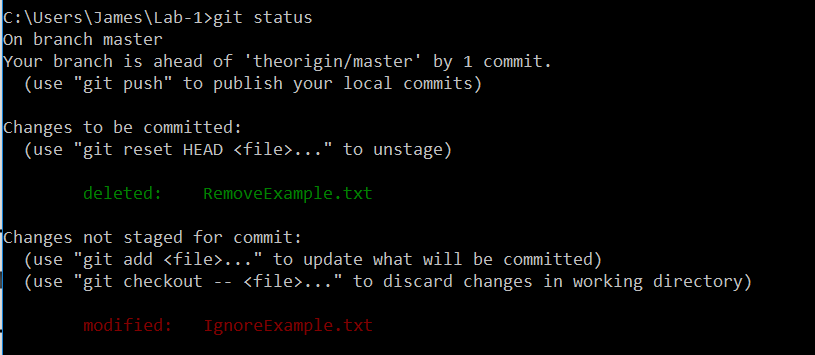 C:\Users\James\Lab-1>git status
On branch master
Your branch is ahead of 'theorigin/master' by 1 commit.
  (use "git push" to publish your local commits)

Changes to be committed:
  (use "git reset HEAD <file>..." to unstage)

        deleted:    RemoveExample.txt

Changes not staged for commit:
  (use "git add <file>..." to update what will be committed)
  (use "git checkout -- <file>..." to discard changes in working directory)

        modified:   IgnoreExample.txt